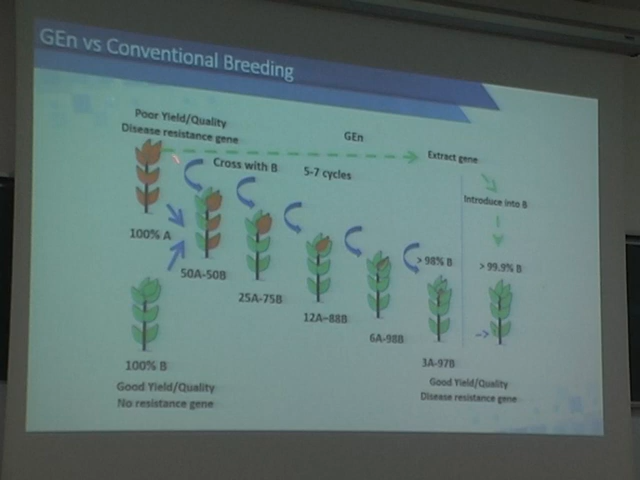 GEn vs Conventional Breeding
Poor Yield/Quality
Disease resistance gene
GEn
Extract gene
Cross with B
5-7 cycles
Introduce into B
100% A
50A-50B
25A-75B
12A-88B
6A-98B
> 98% B
3A-97B
> 99.9% B
100% B
Good Yield/Quality
No resistance gene
Good Yield/Quality
Disease resistance gene